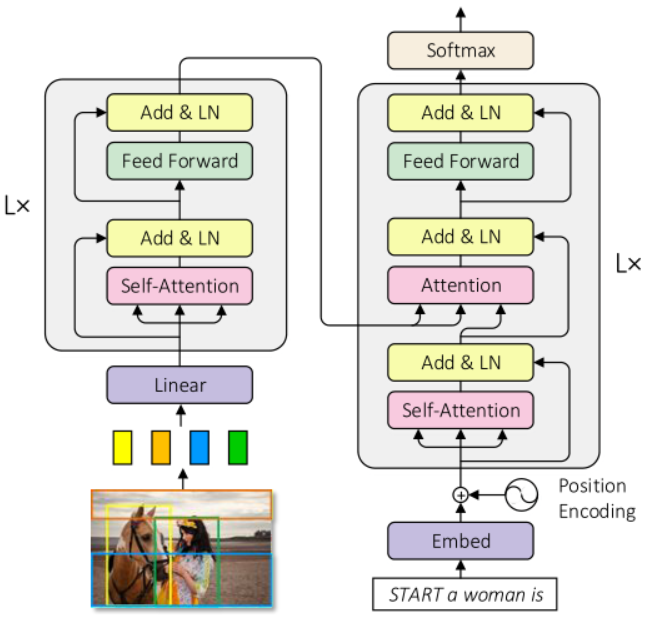 L×
Add & LN
Feed Forward
Add & LN
Self-Attention
Linear
Softmax
Add & LN
Feed Forward
Add & LN
Attention
Add & LN
Self-Attention
L×
Position
Encoding
Embed
START a woman is